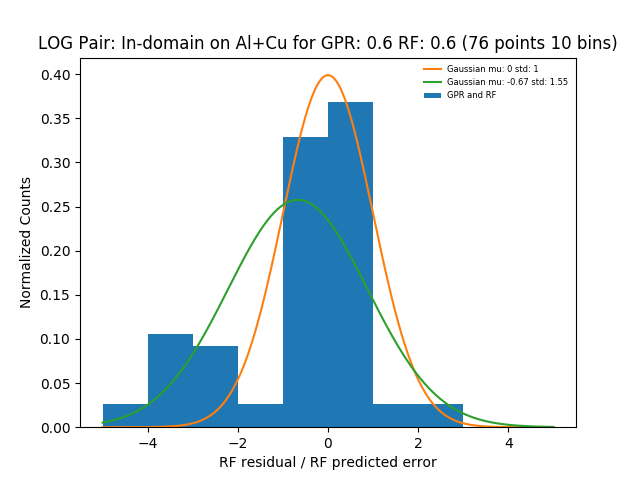 LOG Pair: In-domain on Al+Cu for GPR: 0.6 RF: 0.6 (76 points 10 bins)
Gaussian mu: 0 std: 1
Gaussian mu: -0.67 std: 1.55
GPR and RF
Normalized Counts
0.40
0.35
0.30
0.25
0.20
0.15
0.10
0.05
0.00
−4 −2 0 2 4
RF residual / RF predicted error